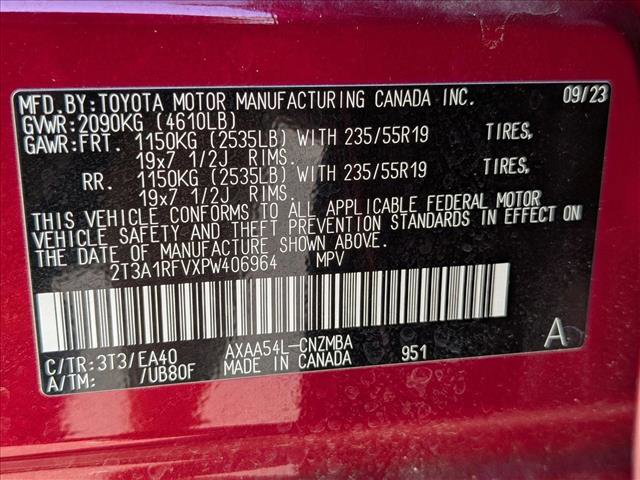 MFD.BY:TOYOTA MOTOR MANUFACTURING CANADA INC. 09/23
GVWR:2090KG (4610LB)
GAWR:FRT. 1150KG (2535LB) WITH 235/55R19 TIRES,
19x7 1/2J RIMS.
RR. 1150KG (2535LB) WITH 235/55R19 TIRES,
19x7 1/2J RIMS.
THIS VEHICLE CONFORMS TO ALL APPLICABLE FEDERAL MOTOR
VEHICLE SAFETY AND THEFT PREVENTION STANDARDS IN EFFECT ON
THE DATE OF MANUFACTURE SHOWN ABOVE.
2T3A1RFVXPW406964 MPV
C/TR:3T3/EA40 AXAA54L-CNZMBA 951 A
A/TM: /UB80F MADE IN CANADA